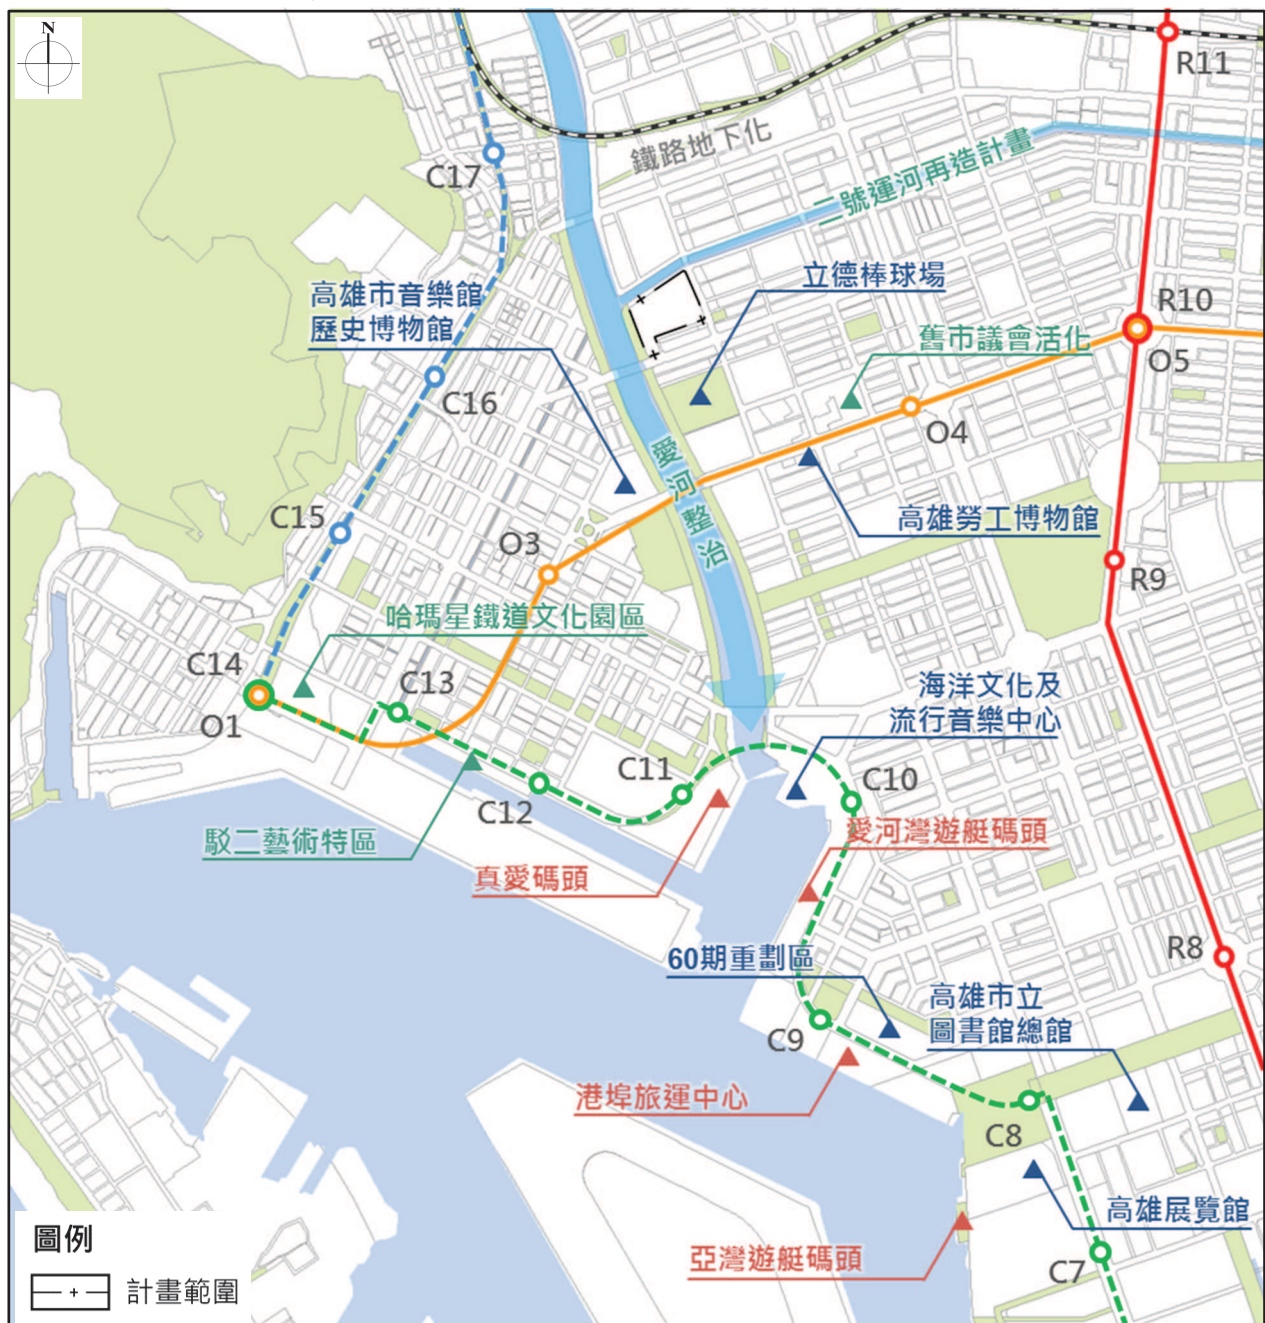 N
R11
鐵路地下化
二號運河再造計畫
C17
高雄市音樂館
歷史博物館
立德棒球場
R10
舊市議會活化
O5
C16
O4
愛河整治
高雄勞工博物館
C15
O3
R9
哈瑪星鐵道文化園區
C14
C13
O1
海洋文化及
流行音樂中心
C11
C10
C12
駁二藝術特區
愛河灣遊艇碼頭
真愛碼頭
R8
60期重劃區
高雄市立
圖書館總館
C9
港埠旅運中心
C8
高雄展覽館
亞灣遊艇碼頭
C7
圖例
計畫範圍